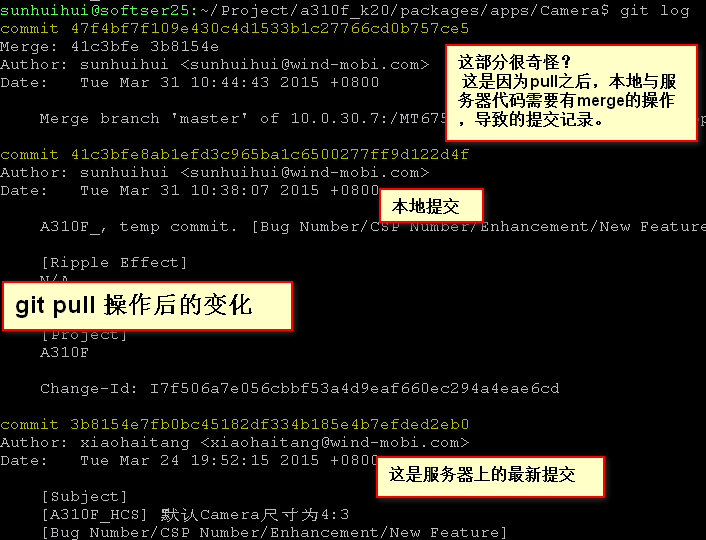 sunhuihui@softser25:~/Project/a310f_k20/packages/apps/Camera$ git log
commit 47f4bf7f109e430c4d1533b1c27766cd0b757ce5
Merge: 41c3bfe 3b8154e
Author: sunhuihui <sunhuihui@wind-mobi.com>
Date: Tue Mar 31 10:44:43 2015 +0800
这部分很奇怪?
这是因为pull之后,本地与服
务器代码需要有merge的操作
,导致的提交记录。
Merge branch 'master' of 10.0.30.7:/MT675
commit 41c3bfe8ab1efd3c965ba1c6500277ff9d122d4f
Author: sunhuihui <sunhuihui@wind-mobi.com>
Date: Tue Mar 31 10:38:07 2015 +0800
本地提交
A310F_, temp commit. [Bug Number/CSP Number/Enhancement/New Feature
[Ripple Effect]
N/A
git pull 操作后的变化
[Project]
A310F
Change-Id: I7f506a7e056cbbf53a4d9eaf660ec294a4eae6cd
commit 3b8154e7fb0bc45182df334b185e4b7efded2eb0
Author: xiaohaitang <xiaohaitang@wind-mobi.com>
Date: Tue Mar 24 19:52:15 2015 +0800
这是服务器上的最新提交
[Subject]
[A310F_HCS] 默认Camera尺寸为4:3
[Bug Number/CSP Number/Enhancement/New Feature]